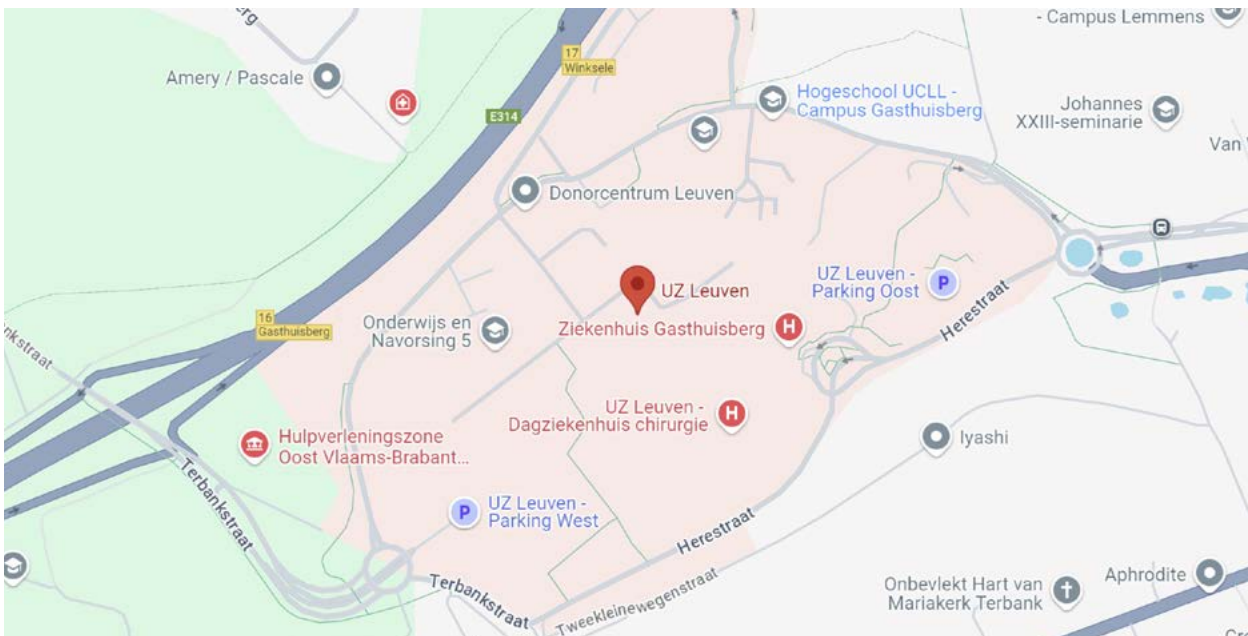 - Campus Lemmens
17
Winksele
Amery / Pascale
E314
Hogeschool UCLL -
Campus Gasthuisberg
Johannes
XXIII-seminarie
Van
Donorcentrum Leuven
UZ Leuven -
Parking Oost
P
UZ Leuven
Ziekenhuis Gasthuisberg
H
Herestraat
16
Gasthuisberg
Onderwijs en
Navorsing 5
UZ Leuven -
Dagziekenhuis chirurgie
H
Iyashi
Hulpverleningszone
Oost Vlaams-Brabant...
Terbankstraat
P
UZ Leuven -
Parking West
Herestraat
Terbankstraat
Tweekleinewegenstraat
Onbevlekt Hart van
Mariakerk Terbank
Aphrodite